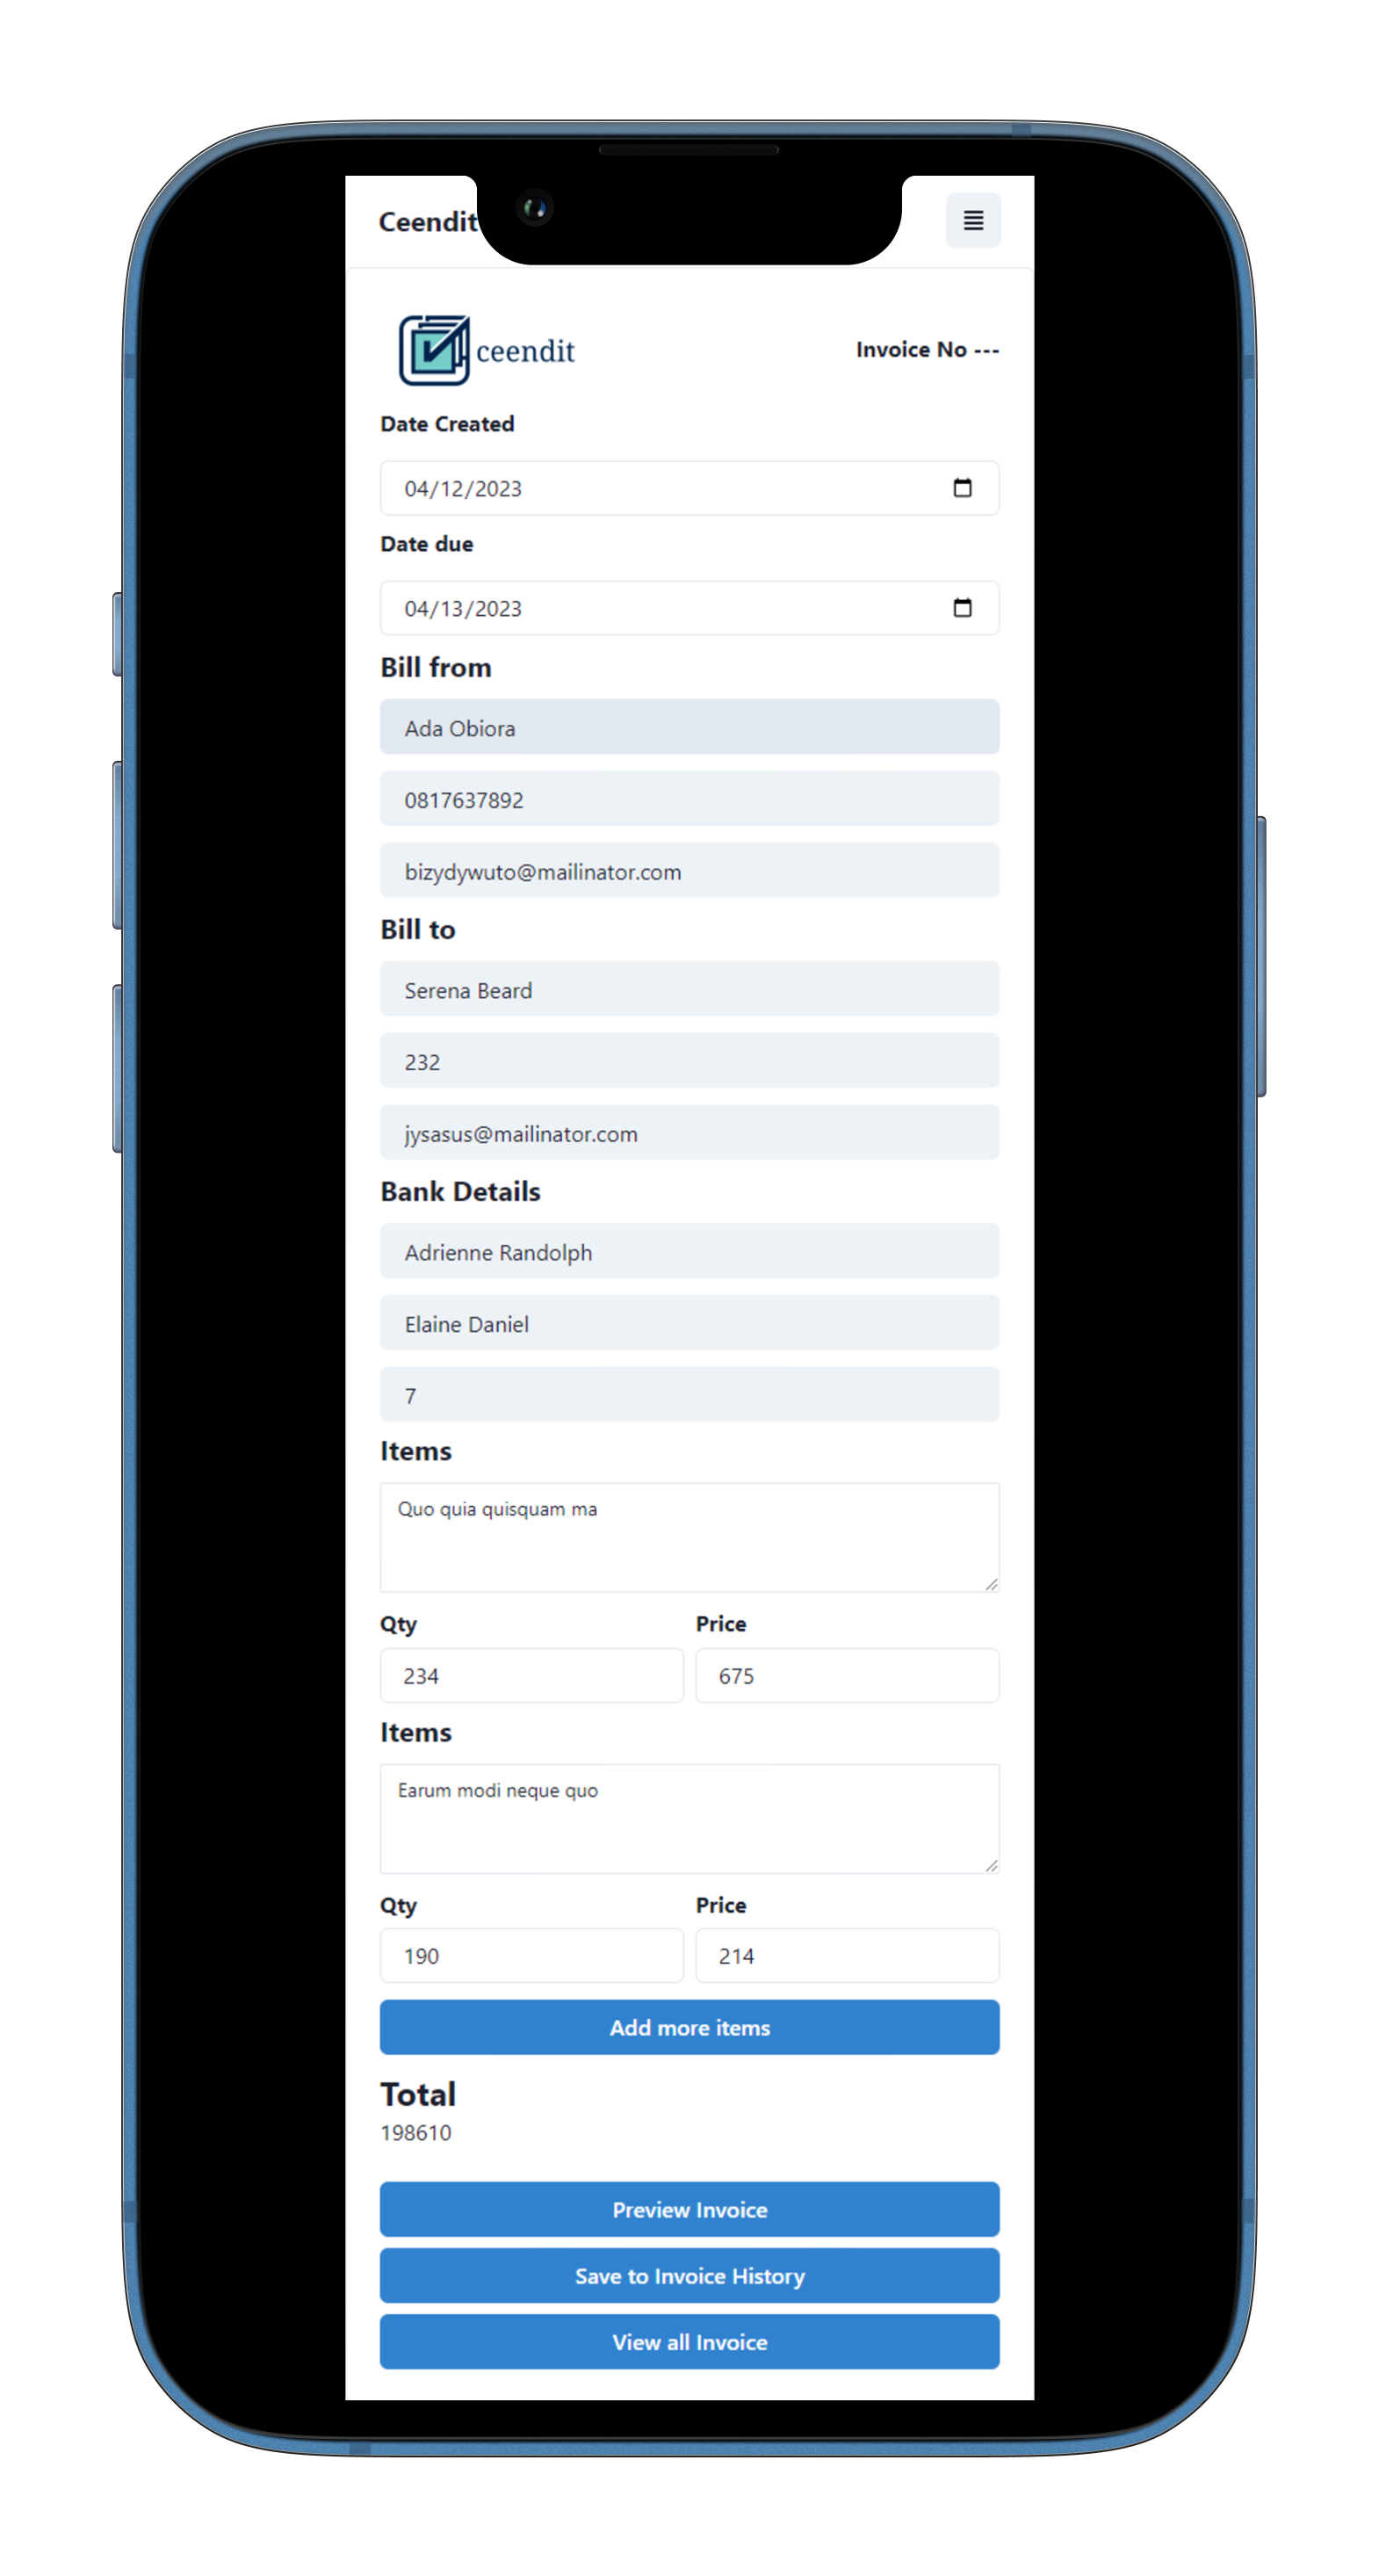 Ceendit
ceendit
Invoice No ---
Date Created
04/12/2023
Date due
04/13/2023
Bill from
Ada Obiora
0817637892
bizydywuto@mailinator.com
Bill to
Serena Beard
232
jysasus@mailinator.com
Bank Details
Adrienne Randolph
Elaine Daniel
7
Items
Quo quia quisquam ma
Qty Price
234 675
Items
Earum modi neque quo
Qty Price
190 214
Add more items
Total
198610
Preview Invoice
Save to Invoice History
View all Invoice